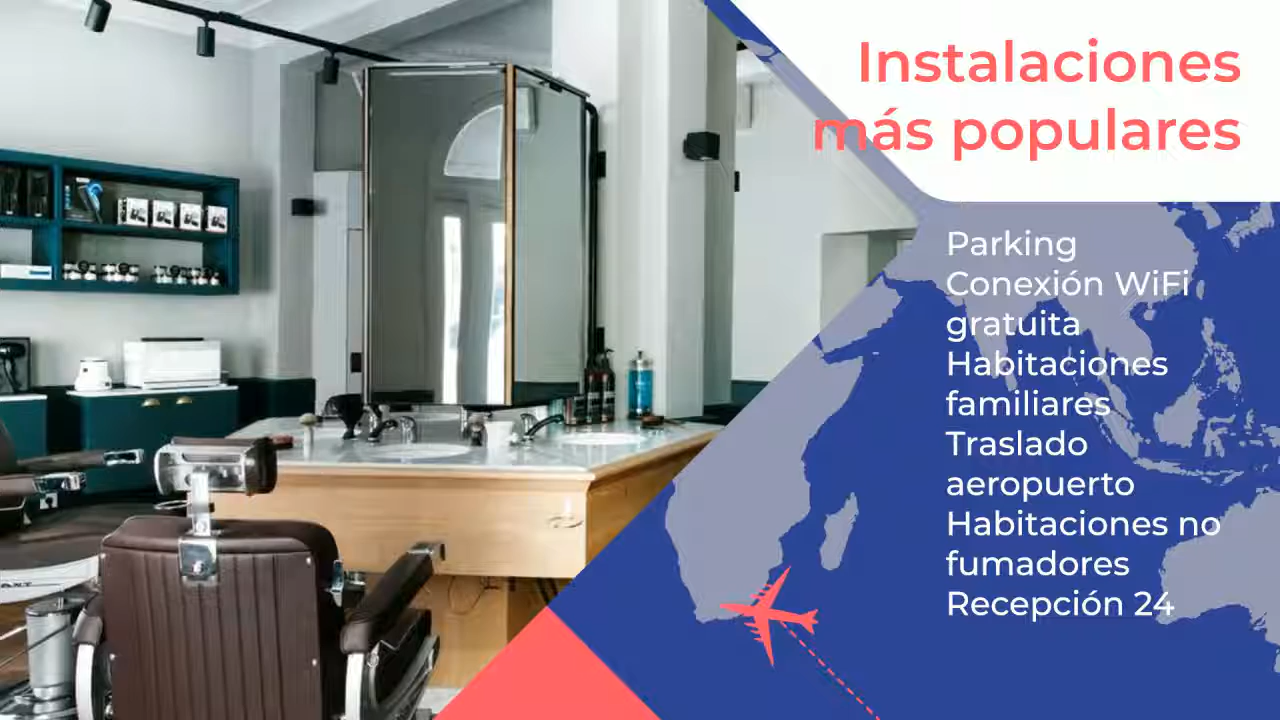 Instalaciones
más populares
Parking
Conexión WiFi
gratuita
Habitaciones
familiares
Traslado
aeropuerto
Habitaciones no
fumadores
Recepción 24